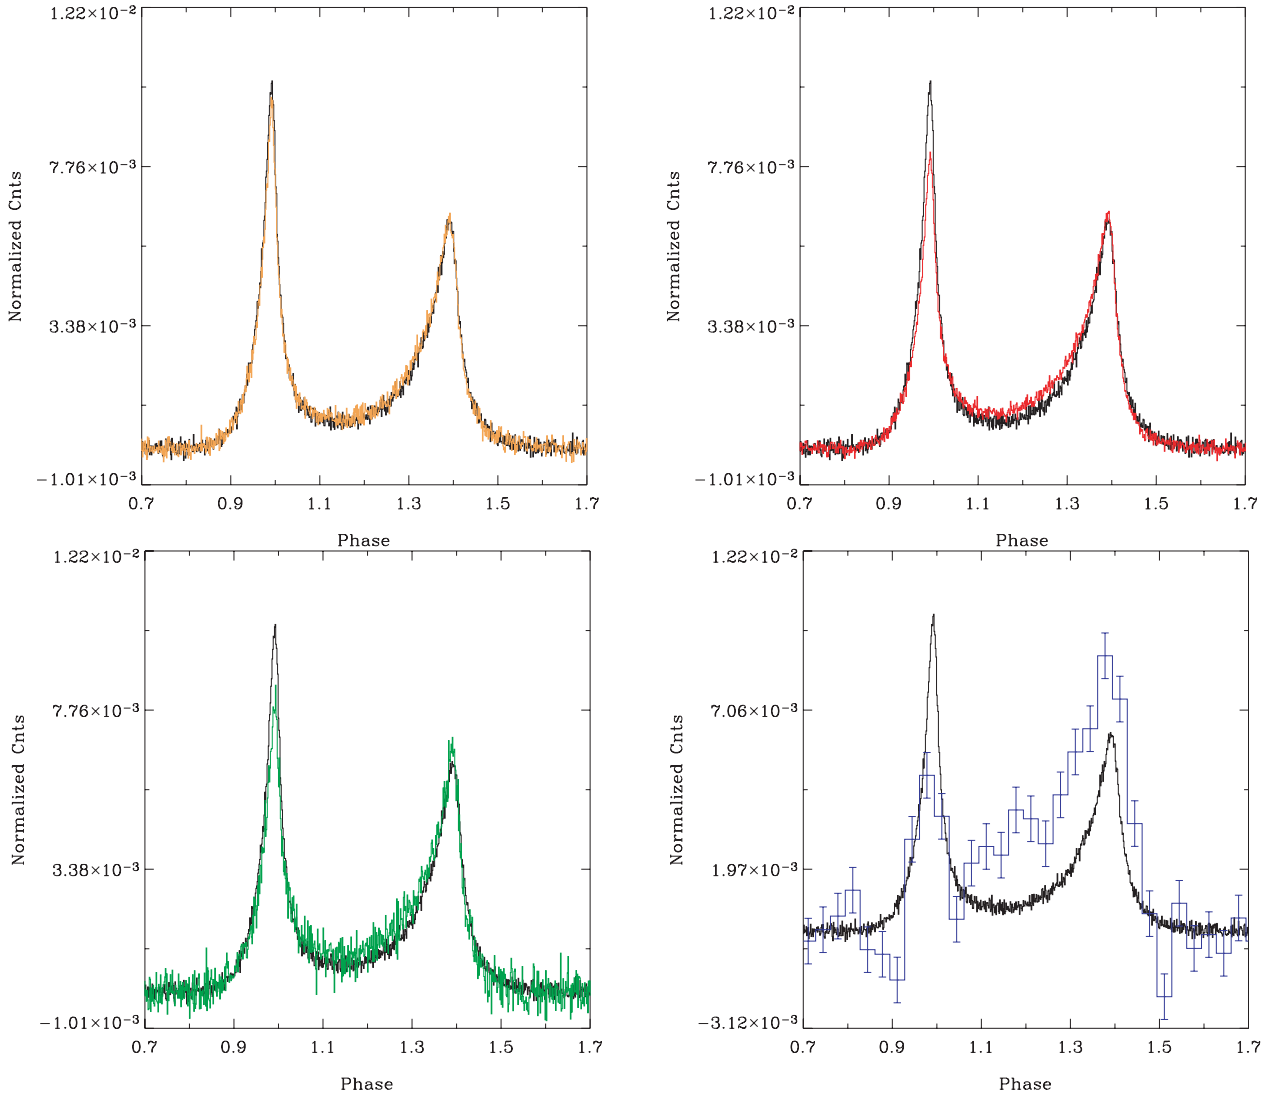 1.22×10⁻²
7.76×10⁻³
3.38×10⁻³
−1.01×10⁻³
Normalized Cnts
0.7 0.9 1.1 1.3 1.5 1.7
Phase
1.22×10⁻²
7.76×10⁻³
3.38×10⁻³
−1.01×10⁻³
Normalized Cnts
0.7 0.9 1.1 1.3 1.5 1.7
Phase
1.22×10⁻²
7.76×10⁻³
3.38×10⁻³
−1.01×10⁻³
Normalized Cnts
0.7 0.9 1.1 1.3 1.5 1.7
Phase
1.22×10⁻²
7.06×10⁻³
1.97×10⁻³
−3.12×10⁻³
Normalized Cnts
0.7 0.9 1.1 1.3 1.5 1.7
Phase